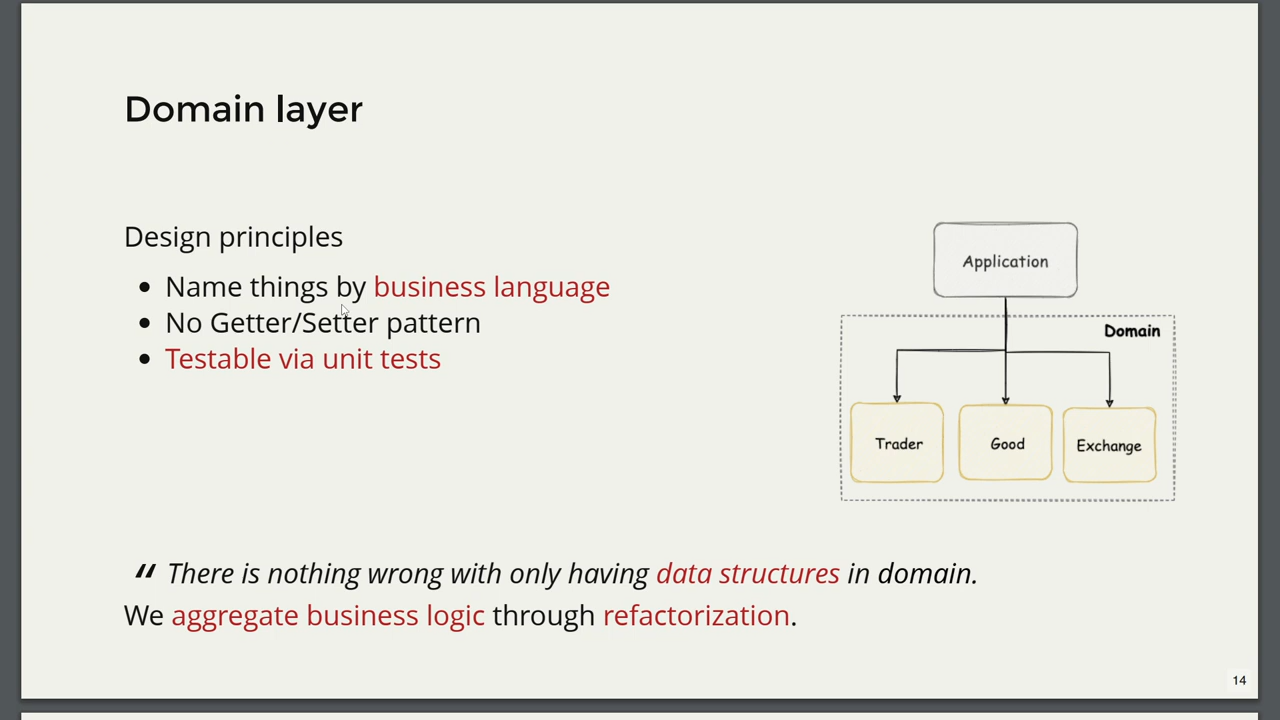 Domain layer
Design principles
• Name things by business language
• No Getter/Setter pattern
• Testable via unit tests
Application
Domain
Trader
Good
Exchange
“ There is nothing wrong with only having data structures in domain.
We aggregate business logic through refactorization.
14